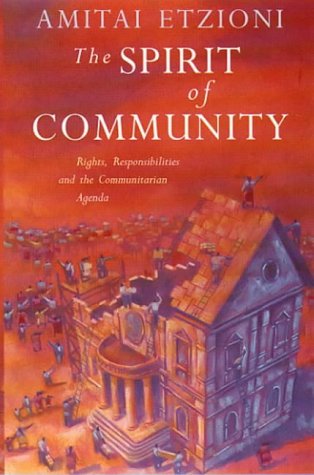 AMITAI ETZIONI
The SPIRIT
of
COMMUNITY
Rights, Responsibilities
and the Communitarian
Agenda